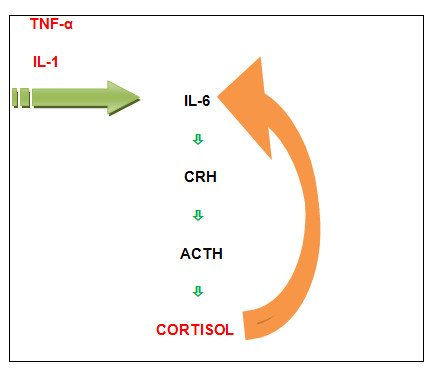 TNF-α
IL-1
IL-6
CRH
ACTH
CORTISOL